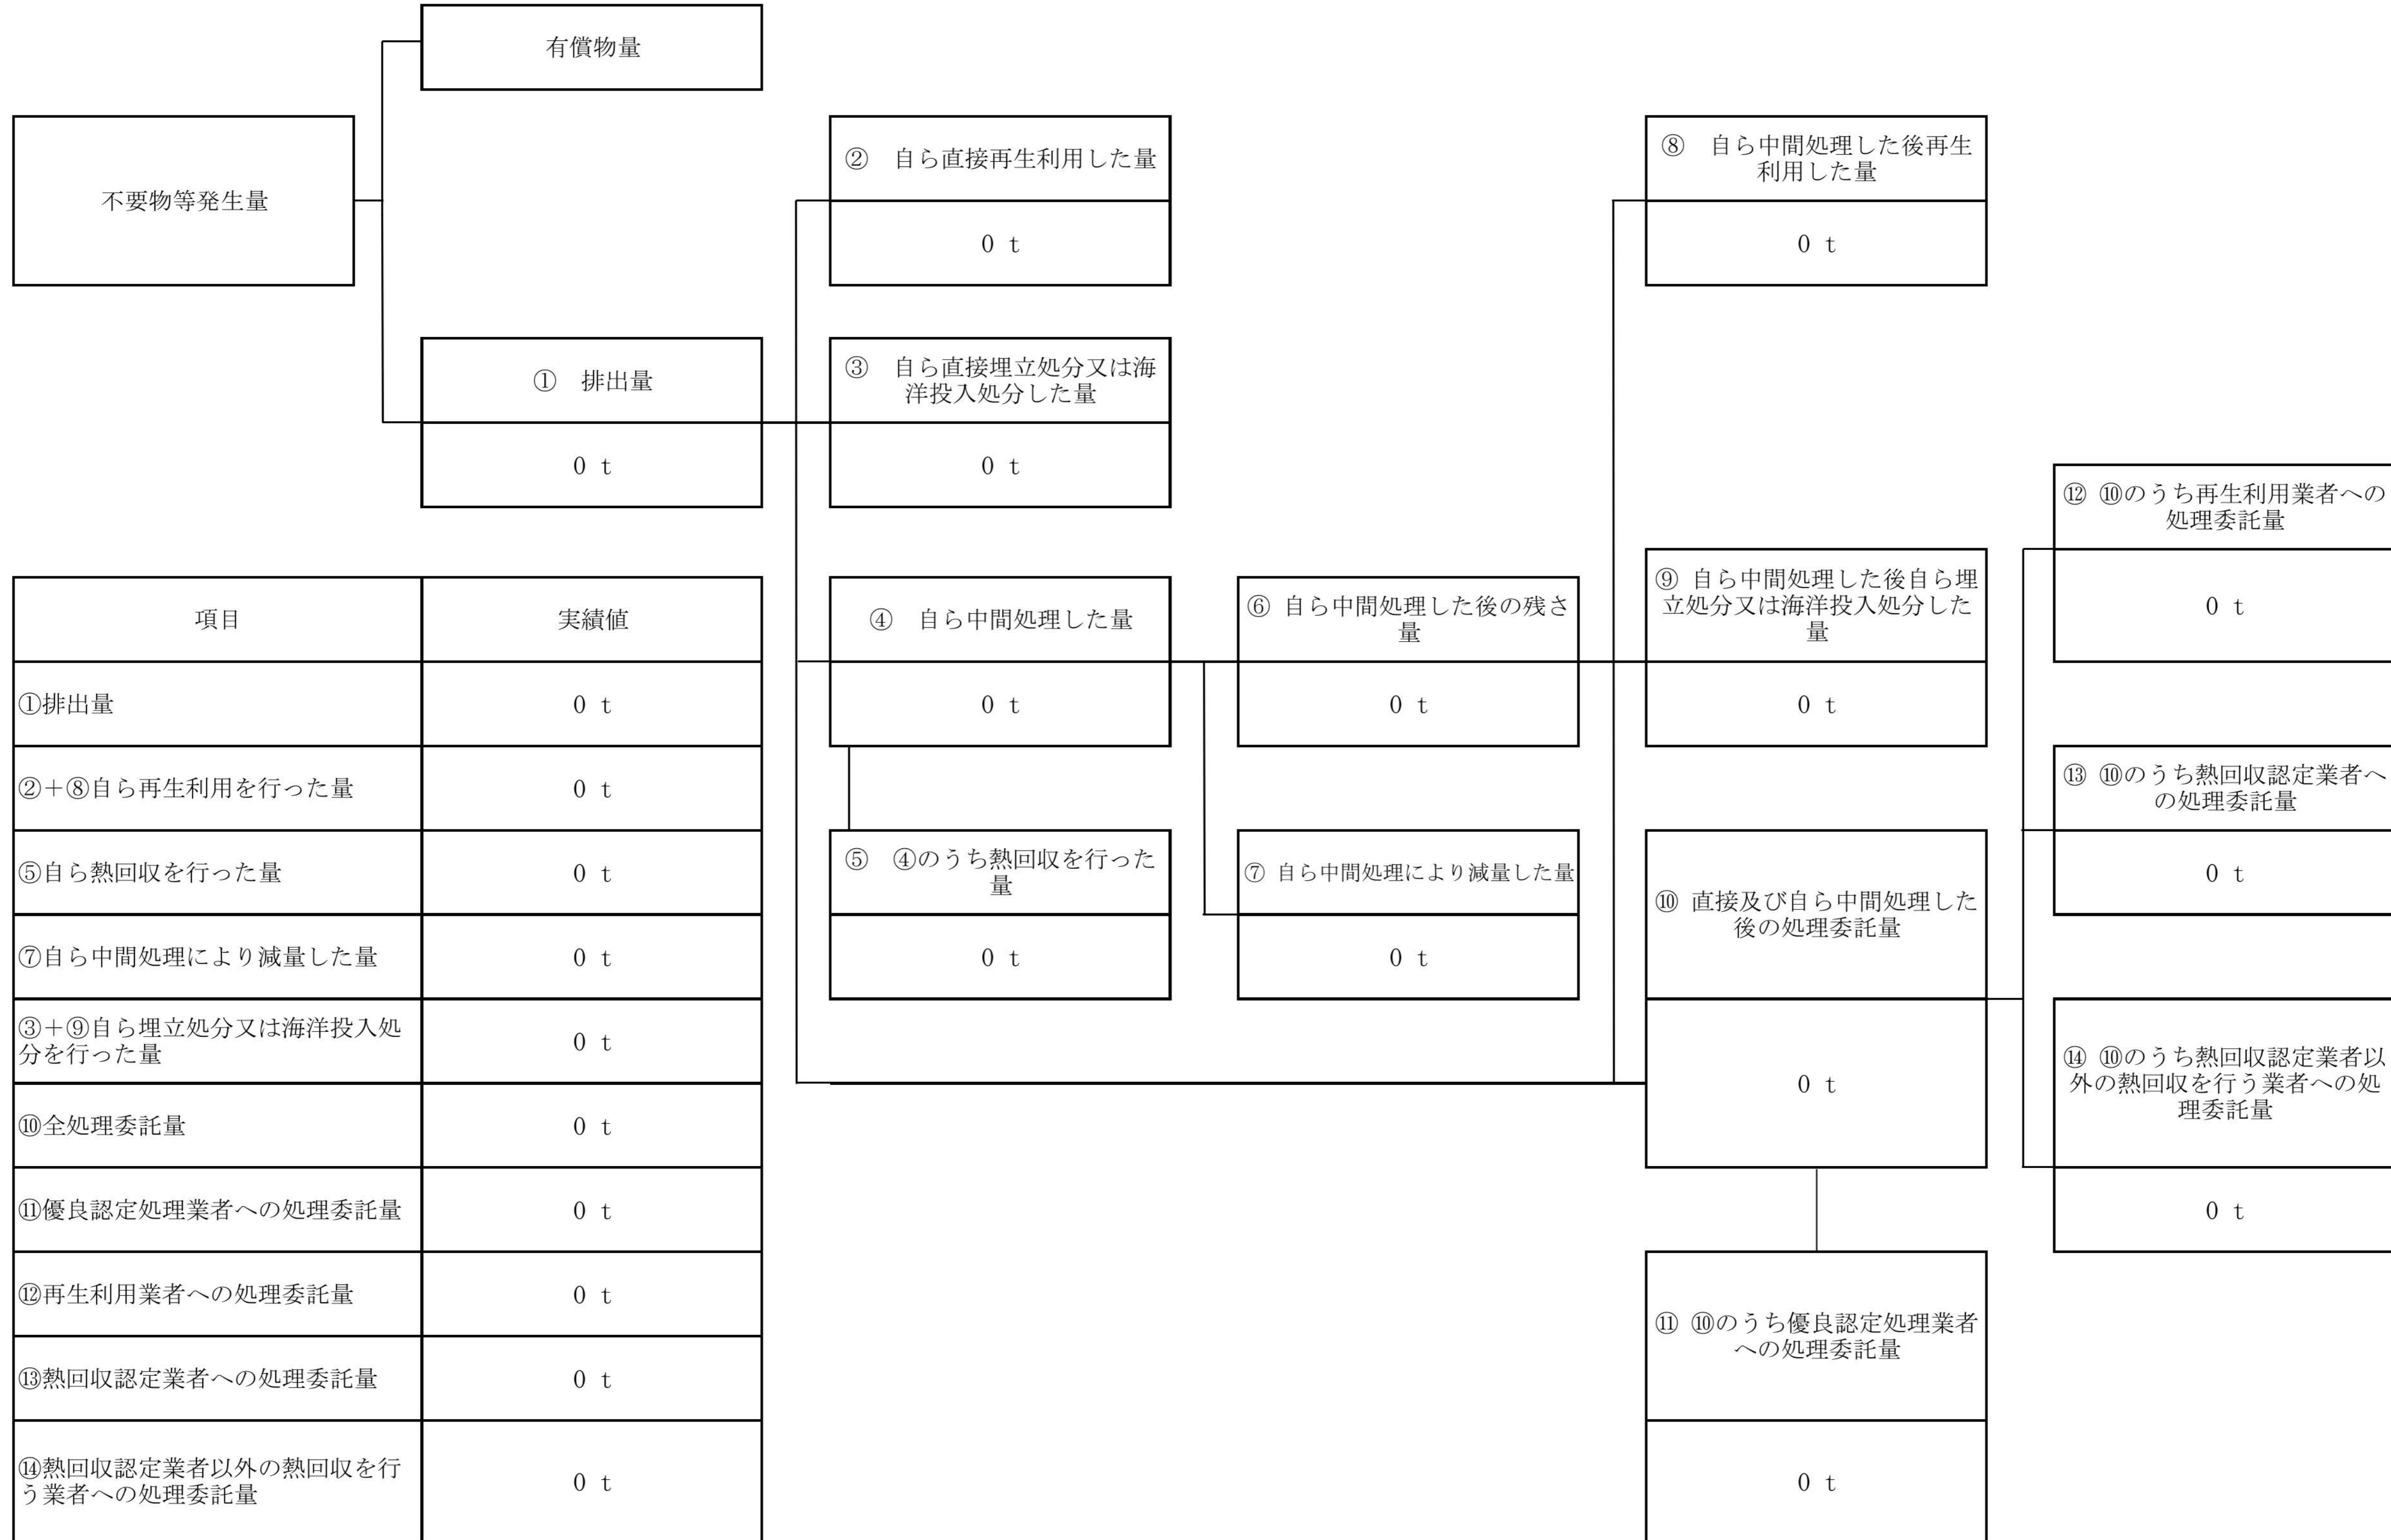 有償物量
不要物等発生量
②　自ら直接再生利用した量
0 t
⑧　自ら中間処理した後再生
利用した量
0 t
①　排出量
0 t
③　自ら直接埋立処分又は海
洋投入処分した量
0 t
⑫ ⑩のうち再生利用業者への
処理委託量
0 t
④　自ら中間処理した量
0 t
⑥ 自ら中間処理した後の残さ
量
0 t
⑨ 自ら中間処理した後自ら埋
立処分又は海洋投入処分した
量
0 t
⑬ ⑩のうち熱回収認定業者へ
の処理委託量
0 t
⑤　④のうち熱回収を行った
量
0 t
⑦ 自ら中間処理により減量した量
0 t
⑩ 直接及び自ら中間処理した
後の処理委託量
0 t
⑭ ⑩のうち熱回収認定業者以
外の熱回収を行う業者への処
理委託量
0 t
⑪ ⑩のうち優良認定処理業者
への処理委託量
0 t
項目 実績値
①排出量 0 t
②＋⑧自ら再生利用を行った量 0 t
⑤自ら熱回収を行った量 0 t
⑦自ら中間処理により減量した量 0 t
③＋⑨自ら埋立処分又は海洋投入処
分を行った量 0 t
⑩全処理委託量 0 t
⑪優良認定処理業者への処理委託量 0 t
⑫再生利用業者への処理委託量 0 t
⑬熱回収認定業者への処理委託量 0 t
⑭熱回収認定業者以外の熱回収を行
う業者への処理委託量 0 t